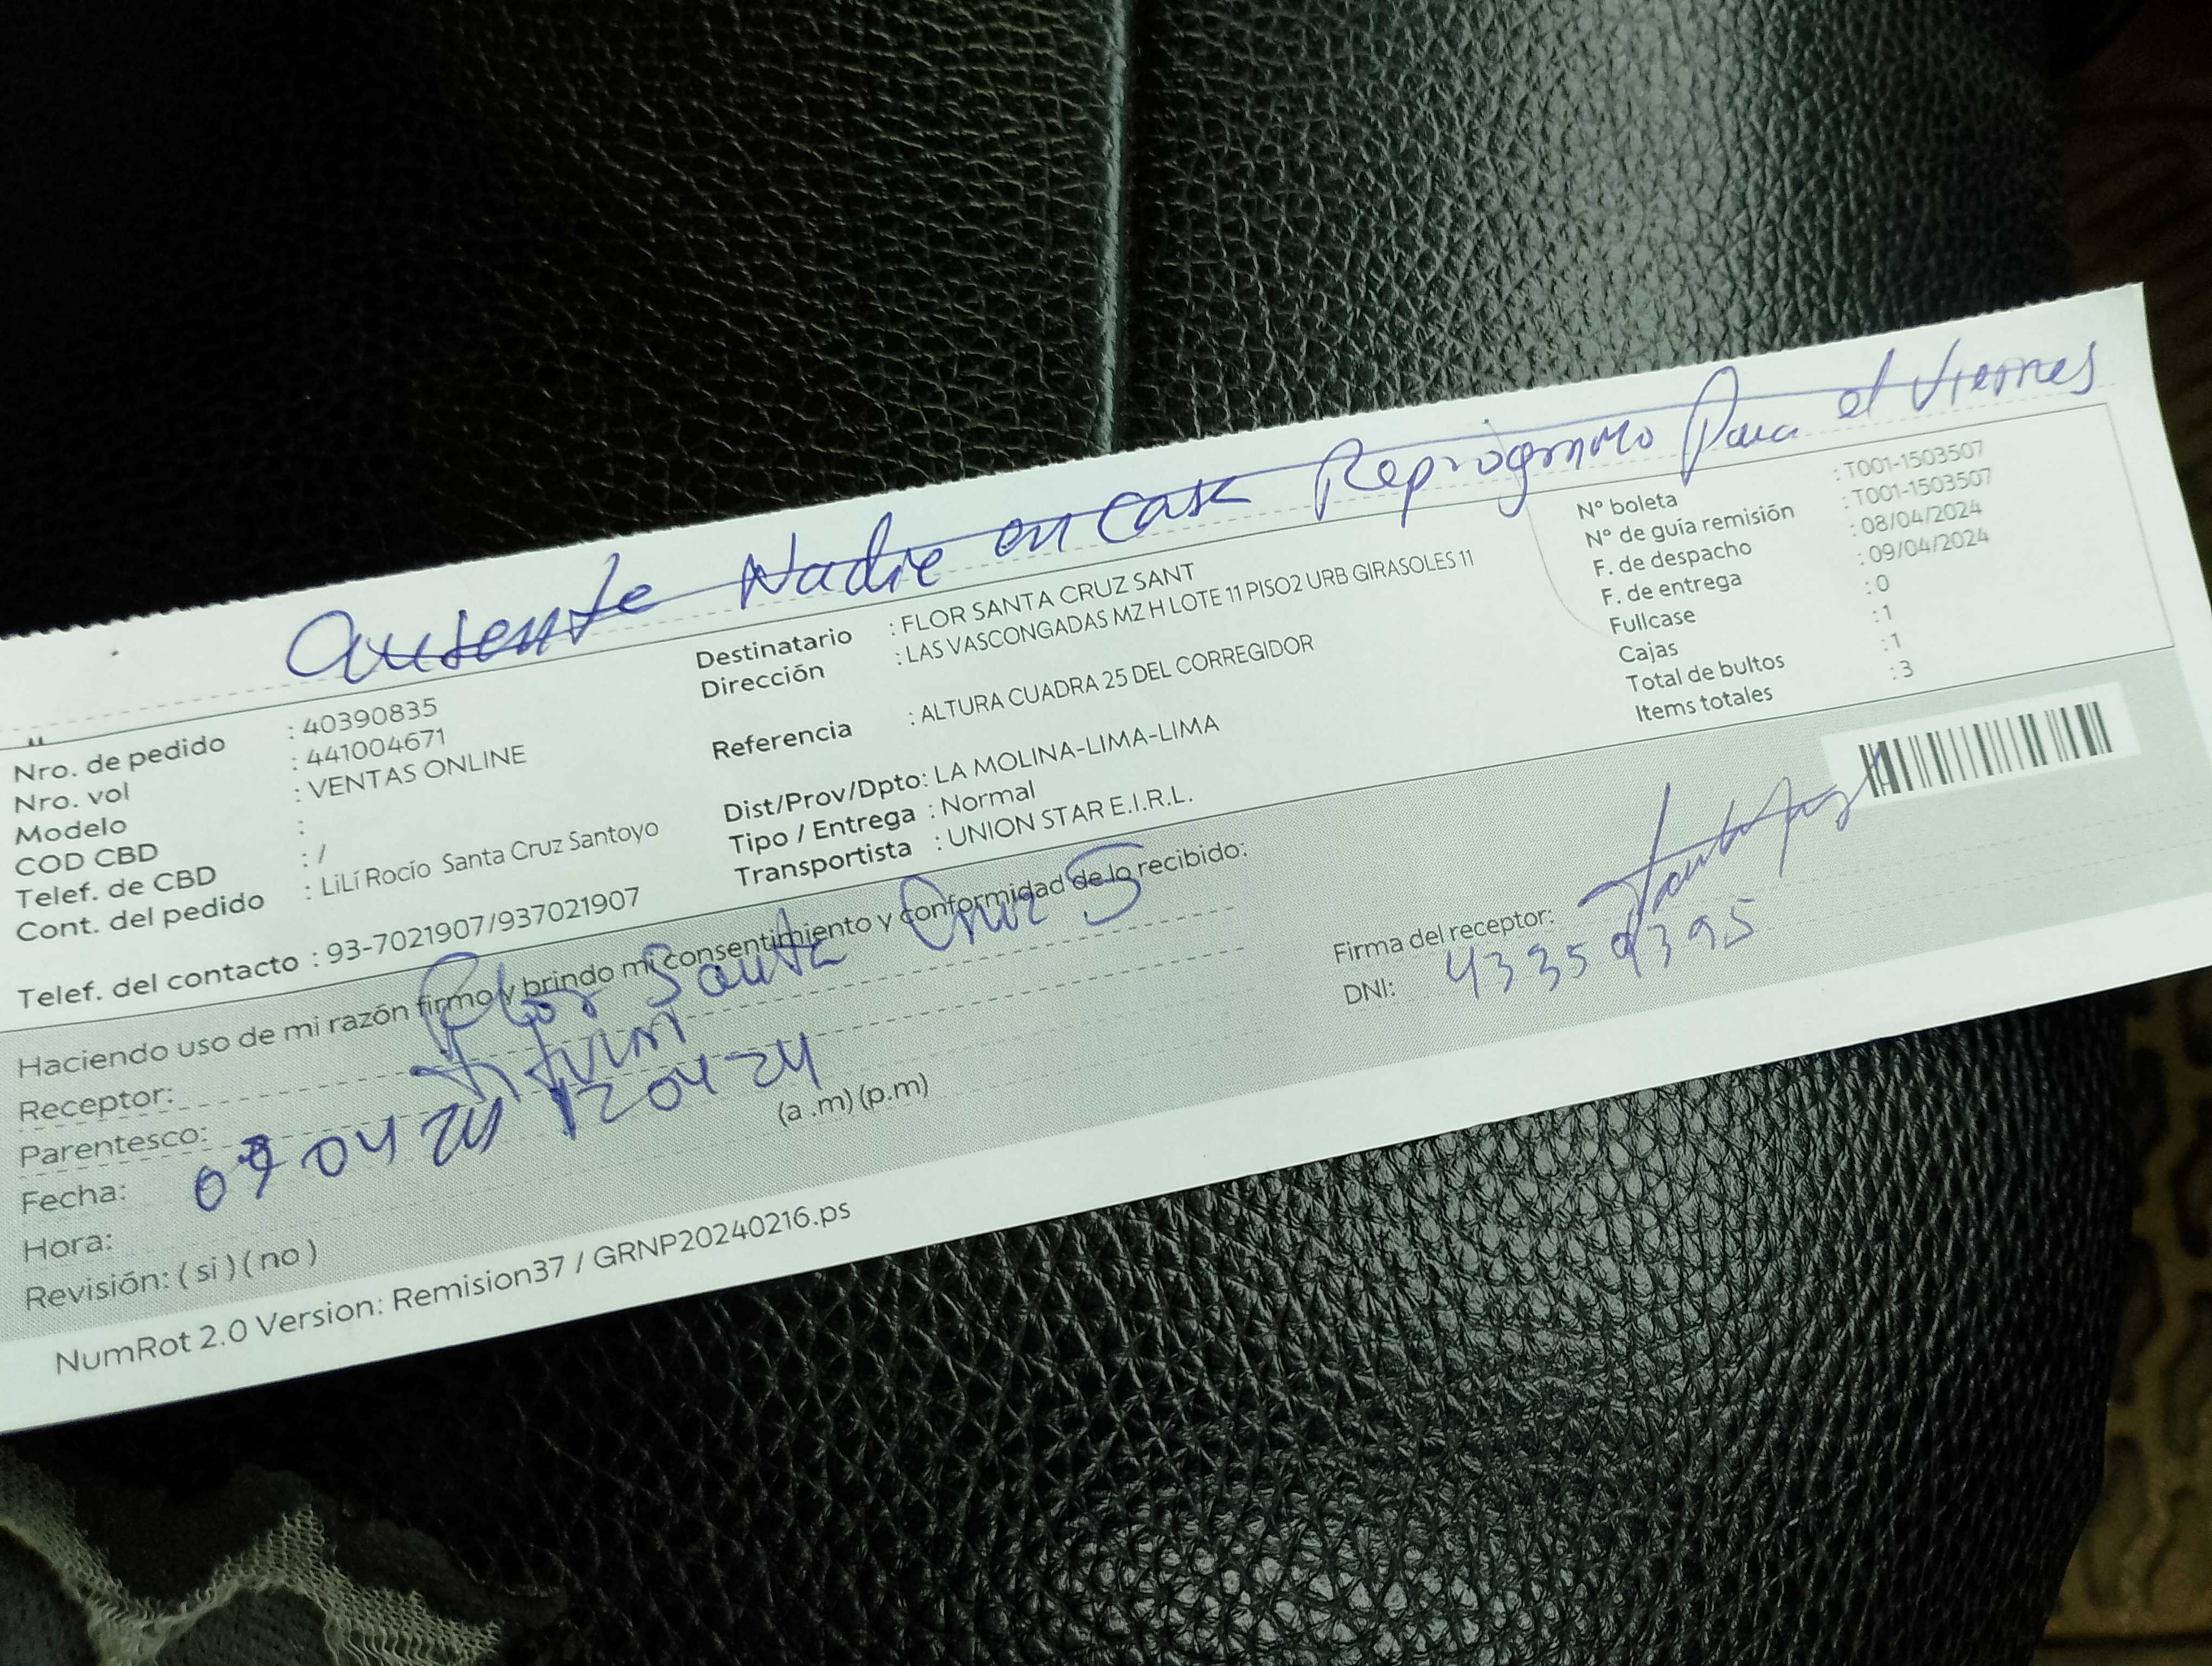 Ausente Nadie en casa Reprogramo Para el viernes
Nro. de pedido : 40390835
Nro. vol : 441004671
Modelo : VENTAS ONLINE
COD CBD :
Telef. de CBD : /
Cont. del pedido : LiLí Rocío Santa Cruz Santoyo
Telef. del contacto : 93-7021907/937021907
Destinatario : FLOR SANTA CRUZ SANT
Dirección : LAS VASCONGADAS MZ H LOTE 11 PISO2 URB GIRASOLES 11
Referencia : ALTURA CUADRA 25 DEL CORREGIDOR
Dist/Prov/Dpto: LA MOLINA-LIMA-LIMA
Tipo / Entrega : Normal
Transportista : UNION STAR E.I.R.L.
N° boleta : T001-1503507
N° de guía remisión : T001-1503507
F. de despacho : 08/04/2024
F. de entrega : 09/04/2024
Fullcase : 0
Cajas : 1
Total de bultos : 1
Items totales : 3
Haciendo uso de mi razón firmo y brindo mi consentimiento y conformidad de lo recibido:
Receptor: Flor Santa Cruz S
Parentesco:
Fecha: 09 04 24 12 04 24
Hora: (a .m) (p.m)
Revisión: ( si ) ( no )
Firma del receptor:
DNI: 43359395
NumRot 2.0 Version: Remision37 / GRNP20240216.ps